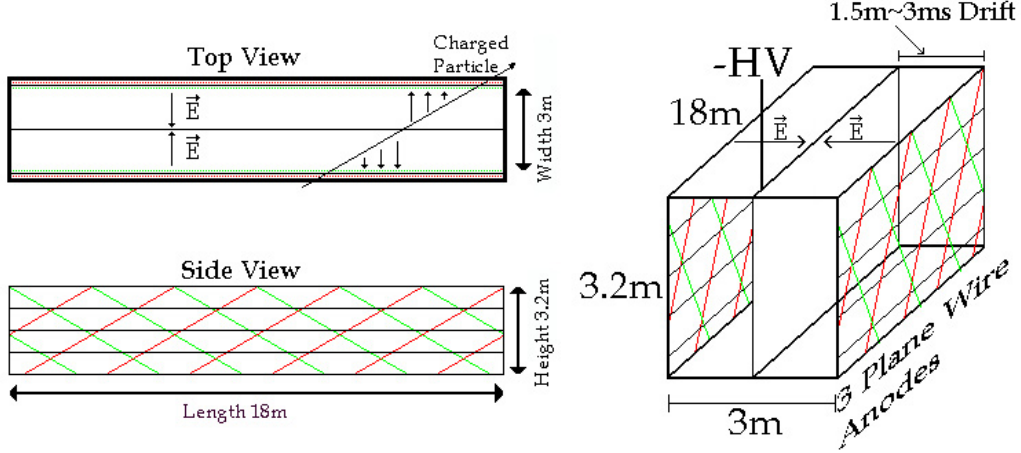 Top View
Charged
Particle
E
E
Width 3m
Side View
Height 3.2m
Length 18m
1.5m~3ms Drift
-HV
18m
E
E
3.2m
3m
3 Plane Wire
Anodes